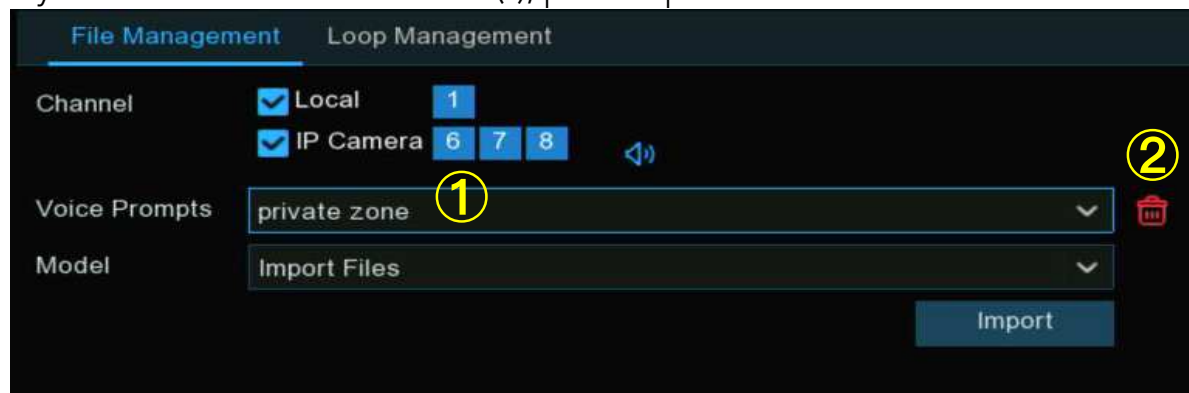 File Management Loop Management
Channel Local 1
IP Camera 6 7 8
②
①
Voice Prompts private zone
Model Import Files
Import